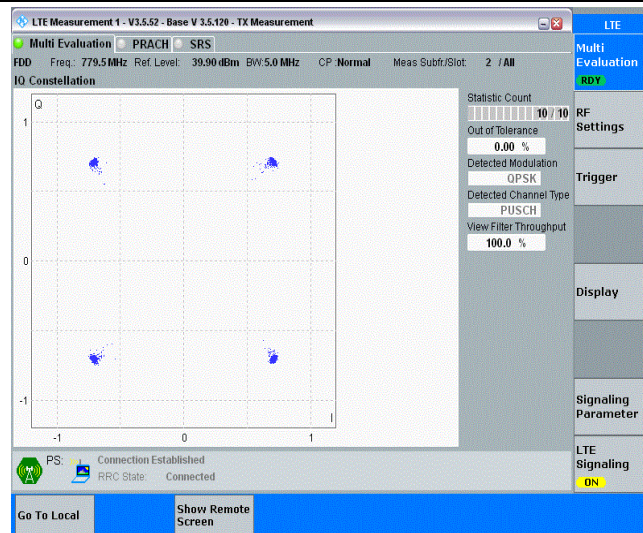 LTE Measurement 1 - V3.5.52 - Base V 3.5.120 - TX Measurement
LTE
Multi Evaluation PRACH SRS
Multi
Evaluation
RDY
FDD Freq.: 779.5 MHz Ref. Level: 39.90 dBm BW: 5.0 MHz CP : Normal Meas Subfr./Slot: 2 / All
IQ Constellation
Q
1
0
-1
-1
0
1
I
Statistic Count
10 / 10
Out of Tolerance
0.00 %
Detected Modulation
QPSK
Detected Channel Type
PUSCH
View Filter Throughput
100.0 %
RF
Settings
Trigger
Display
Signaling
Parameter
LTE
Signaling
ON
PS: Connection Established
RRC State: Connected
Go To Local
Show Remote
Screen